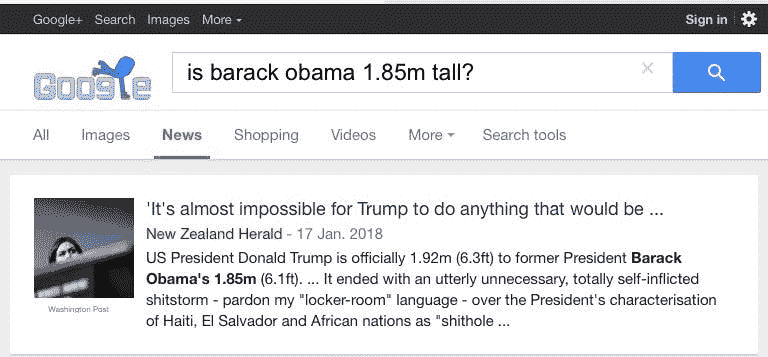 Google+ Search Images More Sign in
Google is barack obama 1.85m tall?
All Images News Shopping Videos More Search tools
'It's almost impossible for Trump to do anything that would be ...
New Zealand Herald - 17 Jan. 2018
US President Donald Trump is officially 1.92m (6.3ft) to former President Barack
Obama's 1.85m (6.1ft). ... It ended with an utterly unnecessary, totally self-inflicted
shitstorm - pardon my "locker-room" language - over the President's characterisation
of Haiti, El Salvador and African nations as "shithole ...
Washington Post